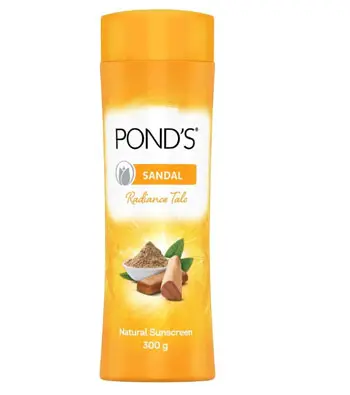 POND'S®
SANDAL
Radiance Talc
Natural Sunscreen
300 g